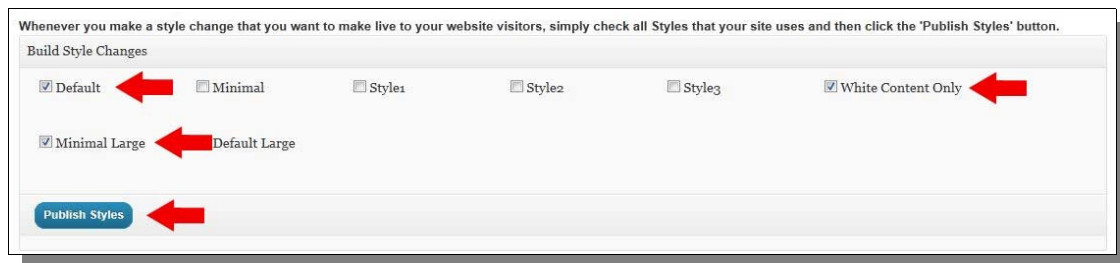 Whenever you make a style change that you want to make live to your website visitors, simply check all Styles that your site uses and then click the 'Publish Styles' button.
Build Style Changes
Default Minimal Style1 Style2 Style3 White Content Only
Minimal Large Default Large
Publish Styles